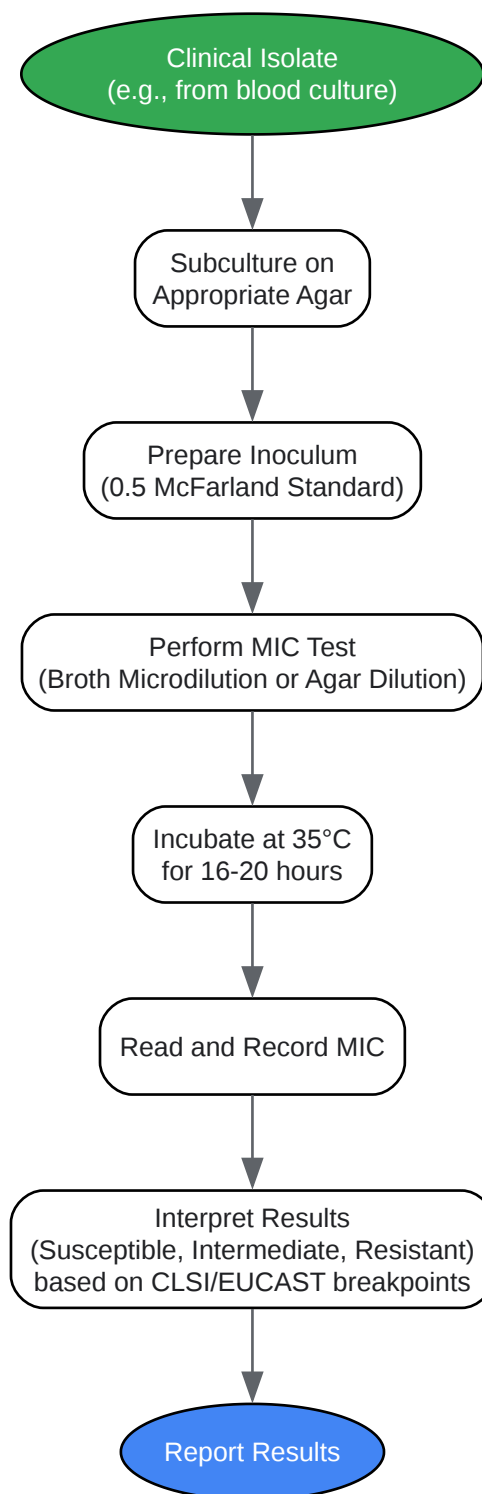 Clinical Isolate
(e.g., from blood culture)
Subculture on
Appropriate Agar
Prepare Inoculum
(0.5 McFarland Standard)
Perform MIC Test
(Broth Microdilution or Agar Dilution)
Incubate at 35°C
for 16-20 hours
Read and Record MIC
Interpret Results
(Susceptible, Intermediate, Resistant)
based on CLSI/EUCAST breakpoints
Report Results